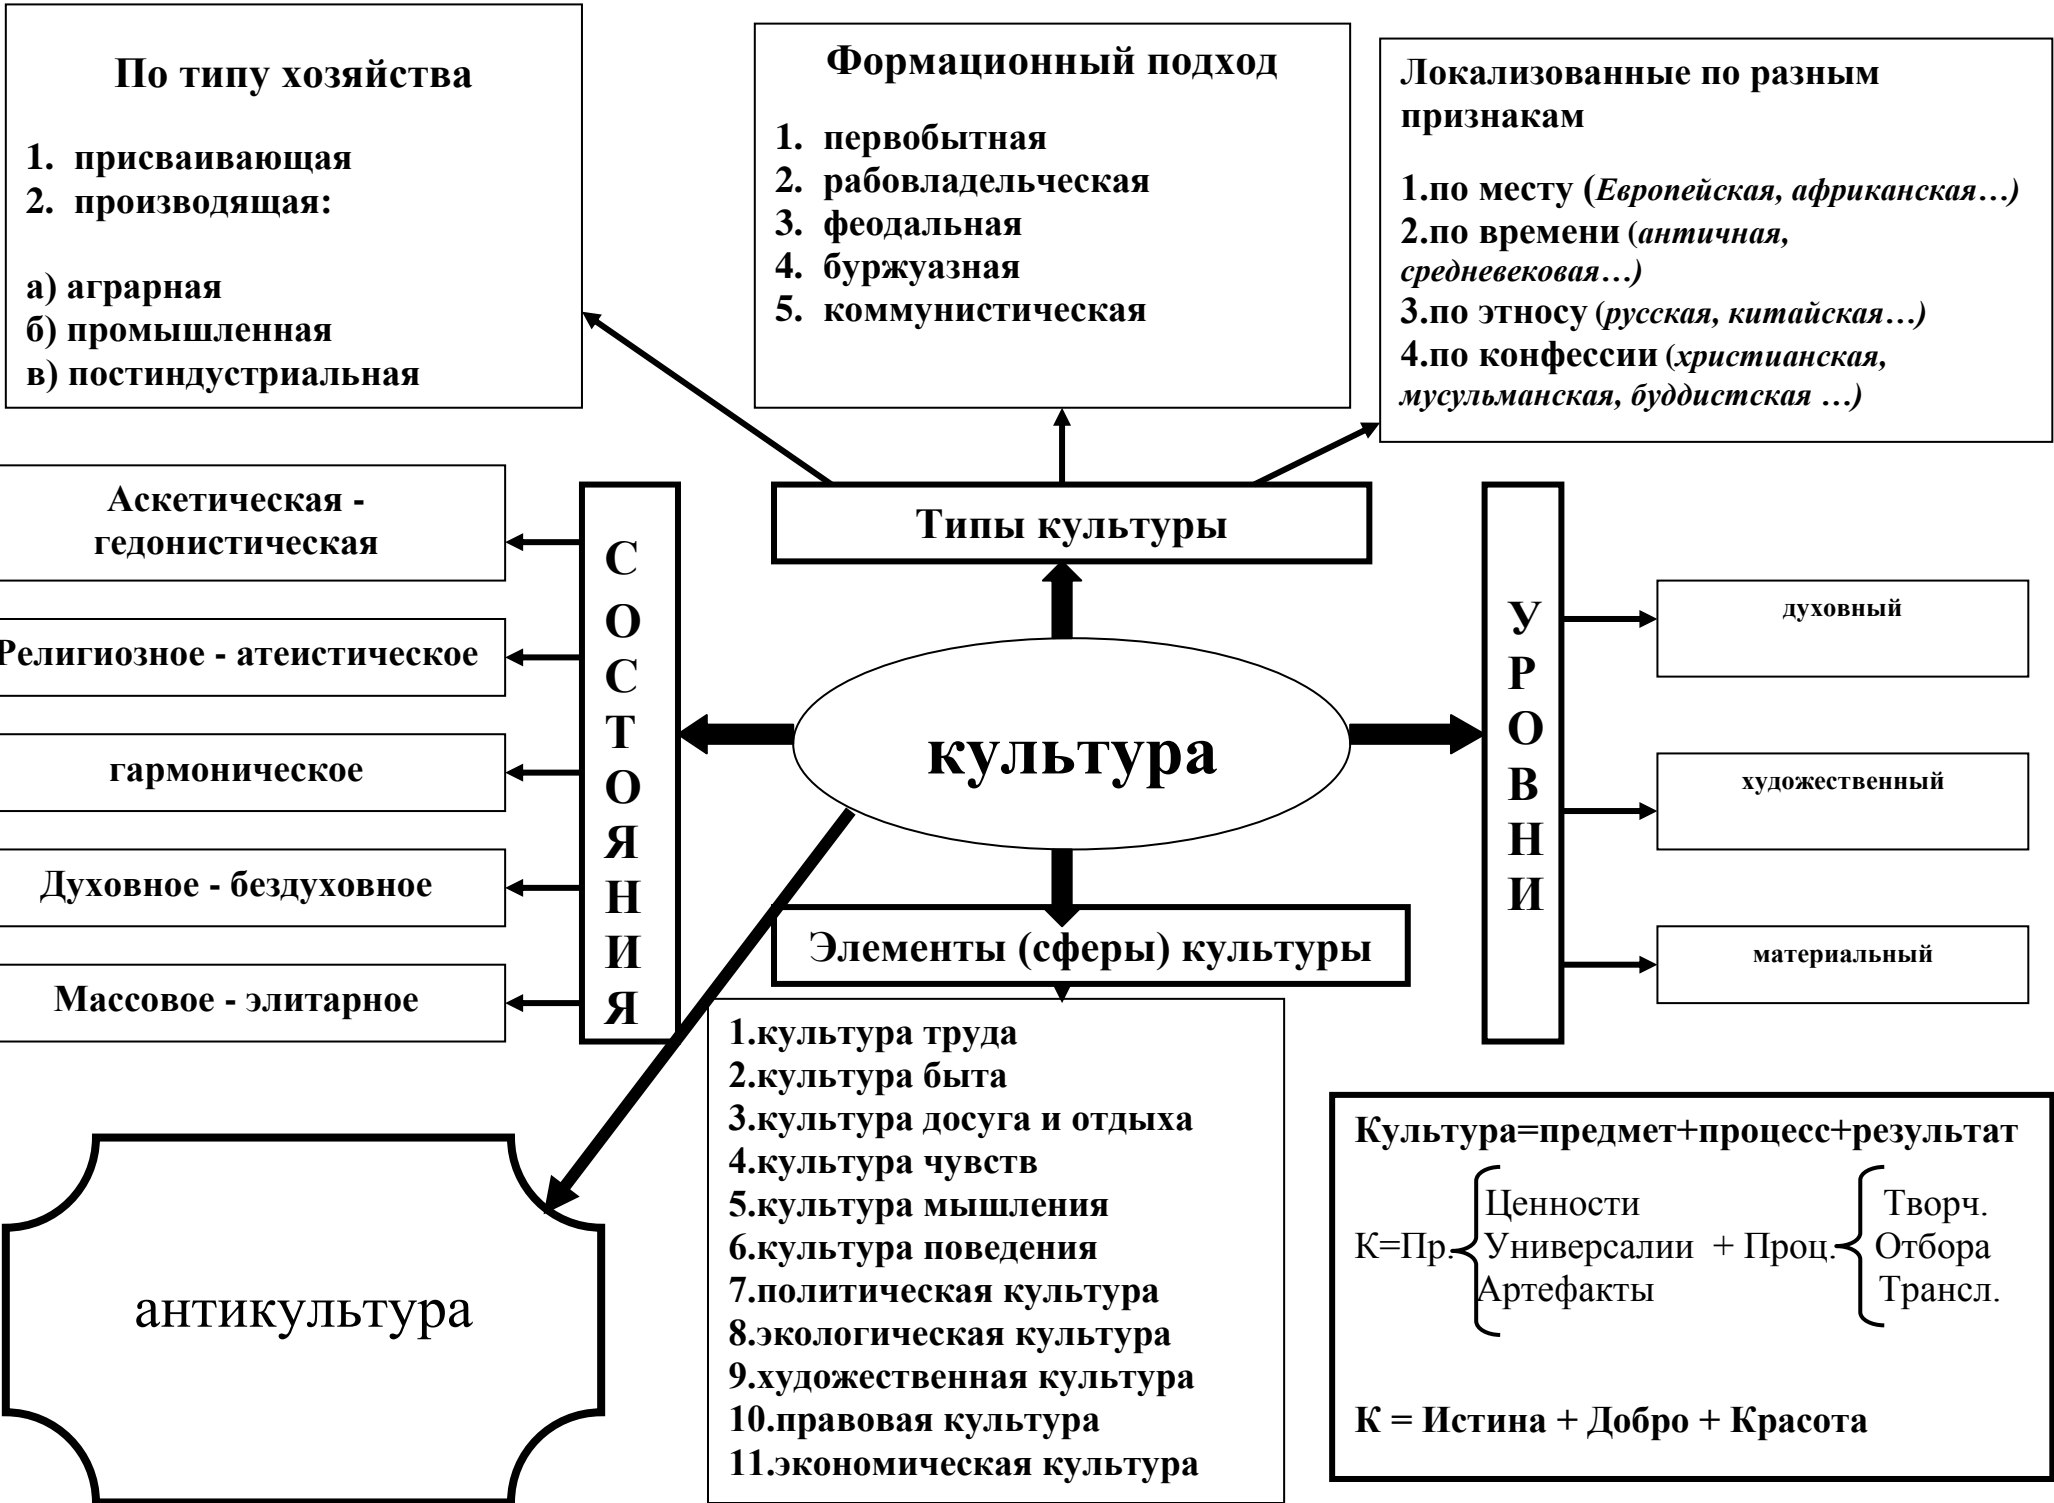 По типу хозяйства
1. присваивающая
2. производящая:
а) аграрная
б) промышленная
в) постиндустриальная
Формационный подход
1. первобытная
2. рабовладельческая
3. феодальная
4. буржуазная
5. коммунистическая
Локализованные по разным
признакам
1.по месту (Европейская, африканская…)
2.по времени (античная,
средневековая…)
3.по этносу (русская, китайская…)
4.по конфессии (христианская,
мусульманская, буддистская …)
Аскетическая -
гедонистическая
Религиозное - атеистическое
гармоническое
Духовное - бездуховное
Массовое - элитарное
С
О
С
Т
О
Я
Н
И
Я
Типы культуры
культура
Элементы (сферы) культуры
У
Р
О
В
Н
И
духовный
художественный
материальный
антикультура
1.культура труда
2.культура быта
3.культура досуга и отдыха
4.культура чувств
5.культура мышления
6.культура поведения
7.политическая культура
8.экологическая культура
9.художественная культура
10.правовая культура
11.экономическая культура
Культура=предмет+процесс+результат
Ценности Творч.
К=Пр. Универсалии + Проц. Отбора
Артефакты Трансл.
К = Истина + Добро + Красота